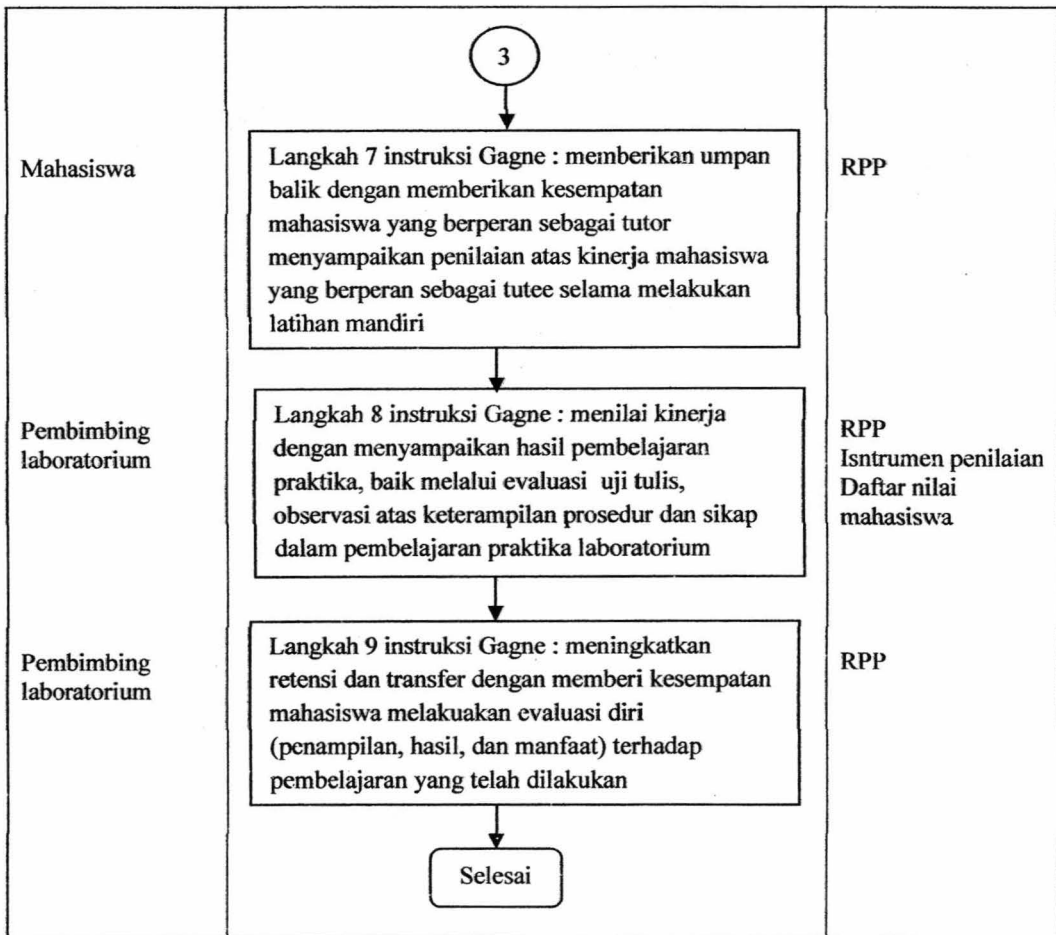 3
Mahasiswa
Langkah 7 instruksi Gagne : memberikan umpan
balik dengan memberikan kesempatan
mahasiswa yang berperan sebagai tutor
menyampaikan penilaian atas kinerja mahasiswa
yang berperan sebagai tutee selama melakukan
latihan mandiri
RPP
Pembimbing
laboratorium
Langkah 8 instruksi Gagne : menilai kinerja
dengan menyampaikan hasil pembelajaran
praktika, baik melalui evaluasi uji tulis,
observasi atas keterampilan prosedur dan sikap
dalam pembelajaran praktika laboratorium
RPP
Isntrumen penilaian
Daftar nilai
mahasiswa
Pembimbing
laboratorium
Langkah 9 instruksi Gagne : meningkatkan
retensi dan transfer dengan memberi kesempatan
mahasiswa melakuakan evaluasi diri
(penampilan, hasil, dan manfaat) terhadap
pembelajaran yang telah dilakukan
RPP
Selesai